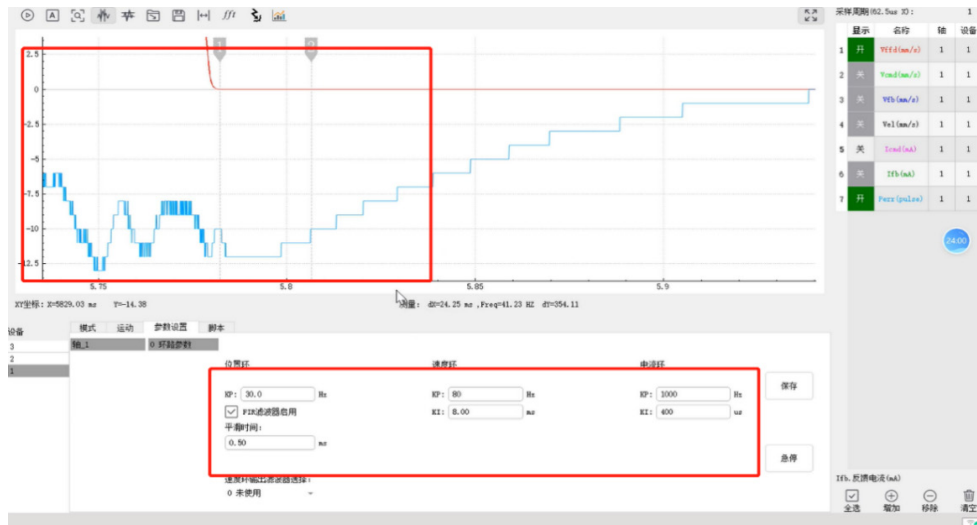 A fft
采样周期(62.5us X): 1
显示 名称 轴 设备
1 开 Vffd(mm/s) 1 1
2 关 Vcmd(mm/s) 1 1
3 关 Vfb(mm/s) 1 1
4 关 Vel(mm/s) 1 1
5 关 Icmd(mA) 1 1
6 关 Ifb(mA) 1 1
7 开 Perr(pulse) 1 1
24:00
1 2
2.5
0
-2.5
-5
-7.5
-10
-12.5
5.75 5.8 5.85 5.9
XY坐标: X=5829.03 ms Y=-14.38
测量: dX=24.25 ms ,Freq=41.23 HZ dY=354.11
设备
3
2
1
模式 运动 参数设置 脚本
轴_1 0 环路参数
位置环 速度环 电流环
KP: 30.0 Hz KP: 80 Hz KP: 1000 Hz
FIR滤波器启用 KI: 8.00 ms KI: 400 us
平滑时间:
0.50 ms
速度环输出滤波器选择:
0 未使用
保存
急停
Ifb.反馈电流(mA)
全选 增加 移除 清空